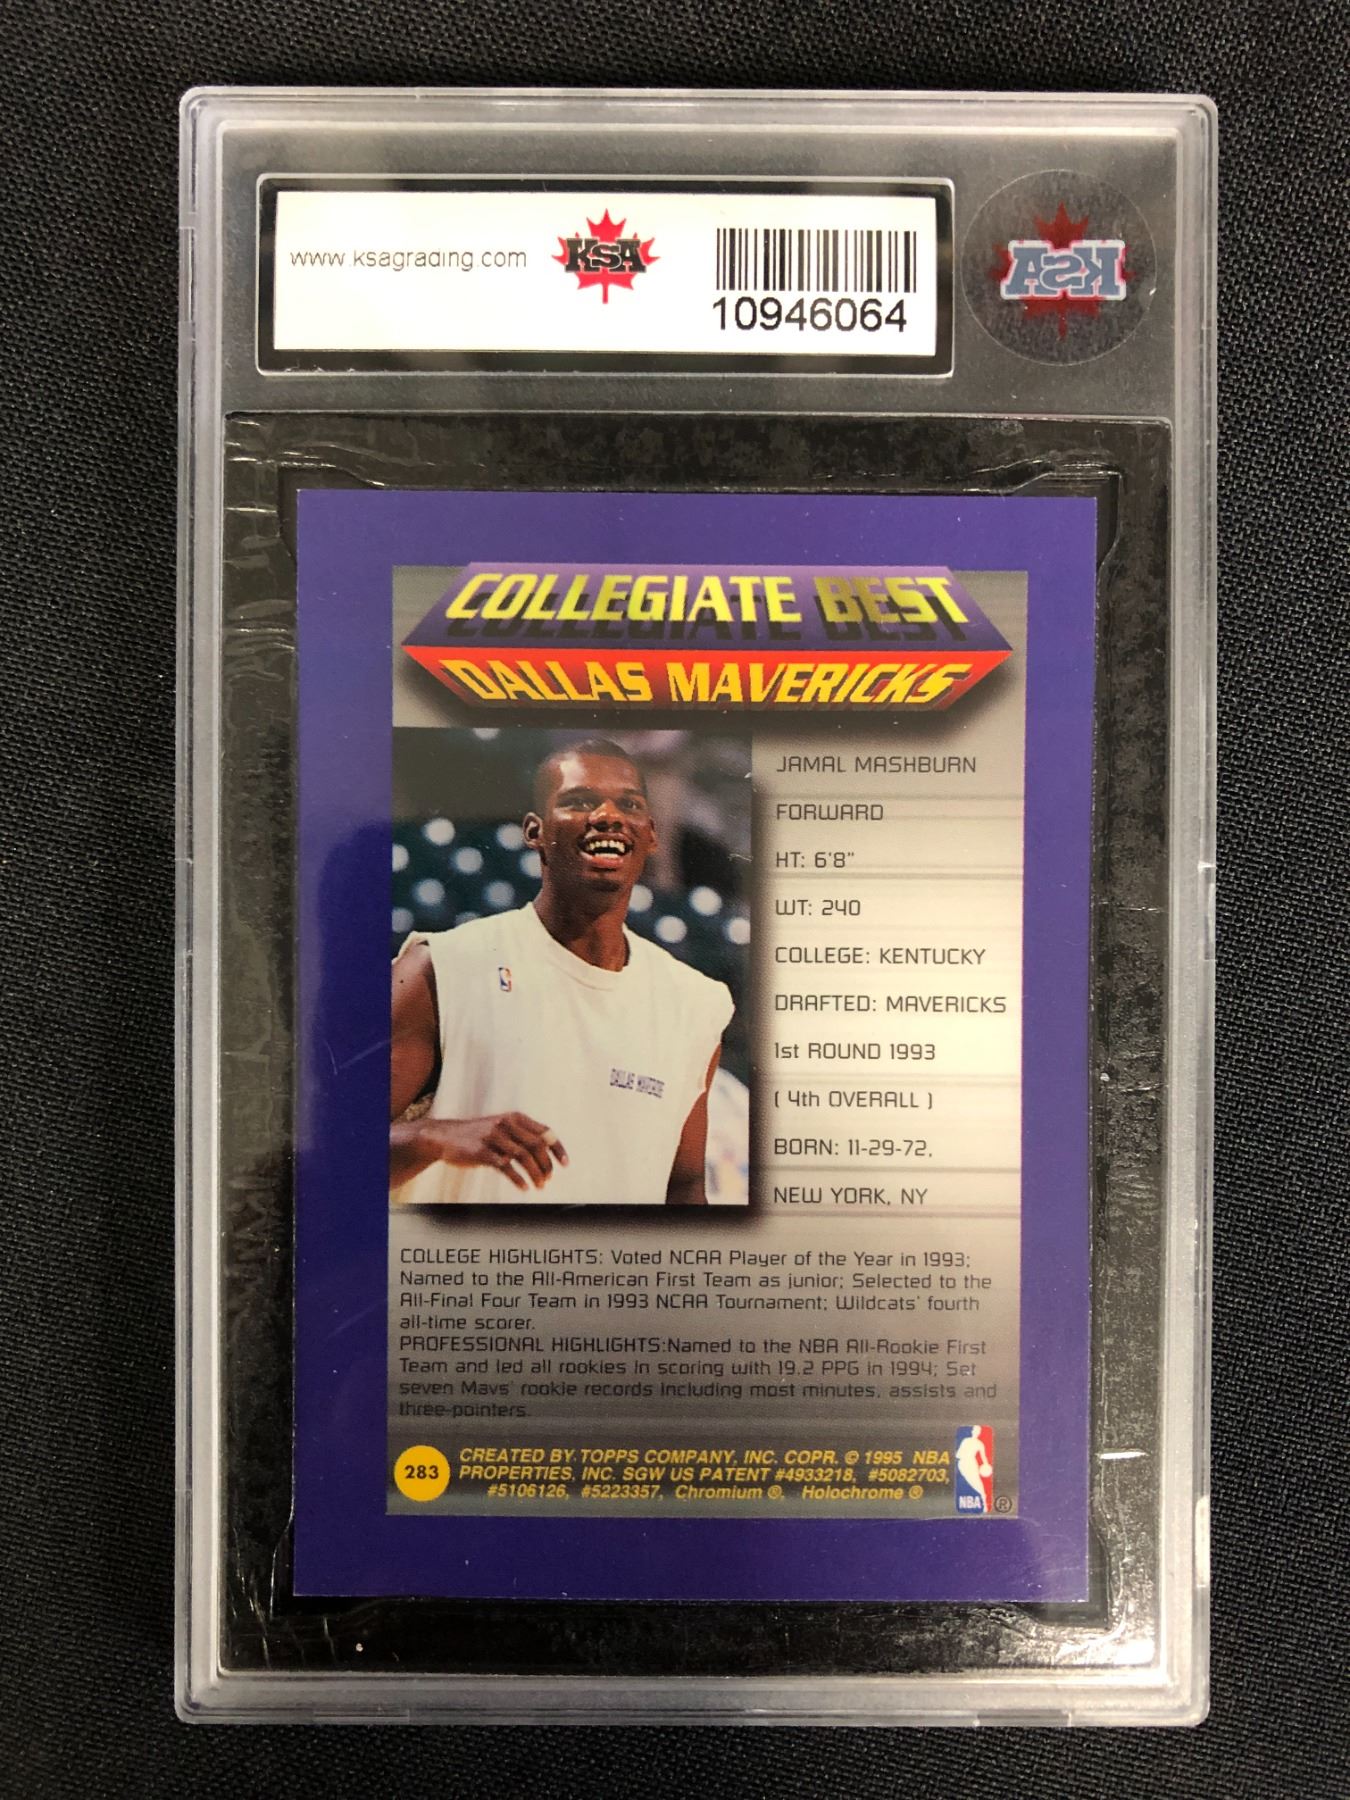 www.ksagrading.com
KSA
10946064
KSA
COLLEGIATE BEST
DALLAS MAVERICKS
JAMAL MASHBURN
FORWARD
HT: 6'8"
WT: 240
COLLEGE: KENTUCKY
DRAFTED: MAVERICKS
1st ROUND 1993
( 4th OVERALL )
BORN: 11-29-72,
NEW YORK, NY
DALLAS MAVERICKS
COLLEGE HIGHLIGHTS: Voted NCAA Player of the Year in 1993;
Named to the All-American First Team as junior; Selected to the
All-Final Four Team in 1993 NCAA Tournament; Wildcats' fourth
all-time scorer.
PROFESSIONAL HIGHLIGHTS:Named to the NBA All-Rookie First
Team and led all rookies in scoring with 19.2 PPG in 1994; Set
seven Mavs' rookie records including most minutes, assists and
three-pointers.
283
CREATED BY TOPPS COMPANY, INC. COPR. © 1995 NBA
PROPERTIES, INC. SGW US PATENT #4933218, #5082703,
#5106126, #5223357, Chromium ®, Holochrome ®
NBA ®